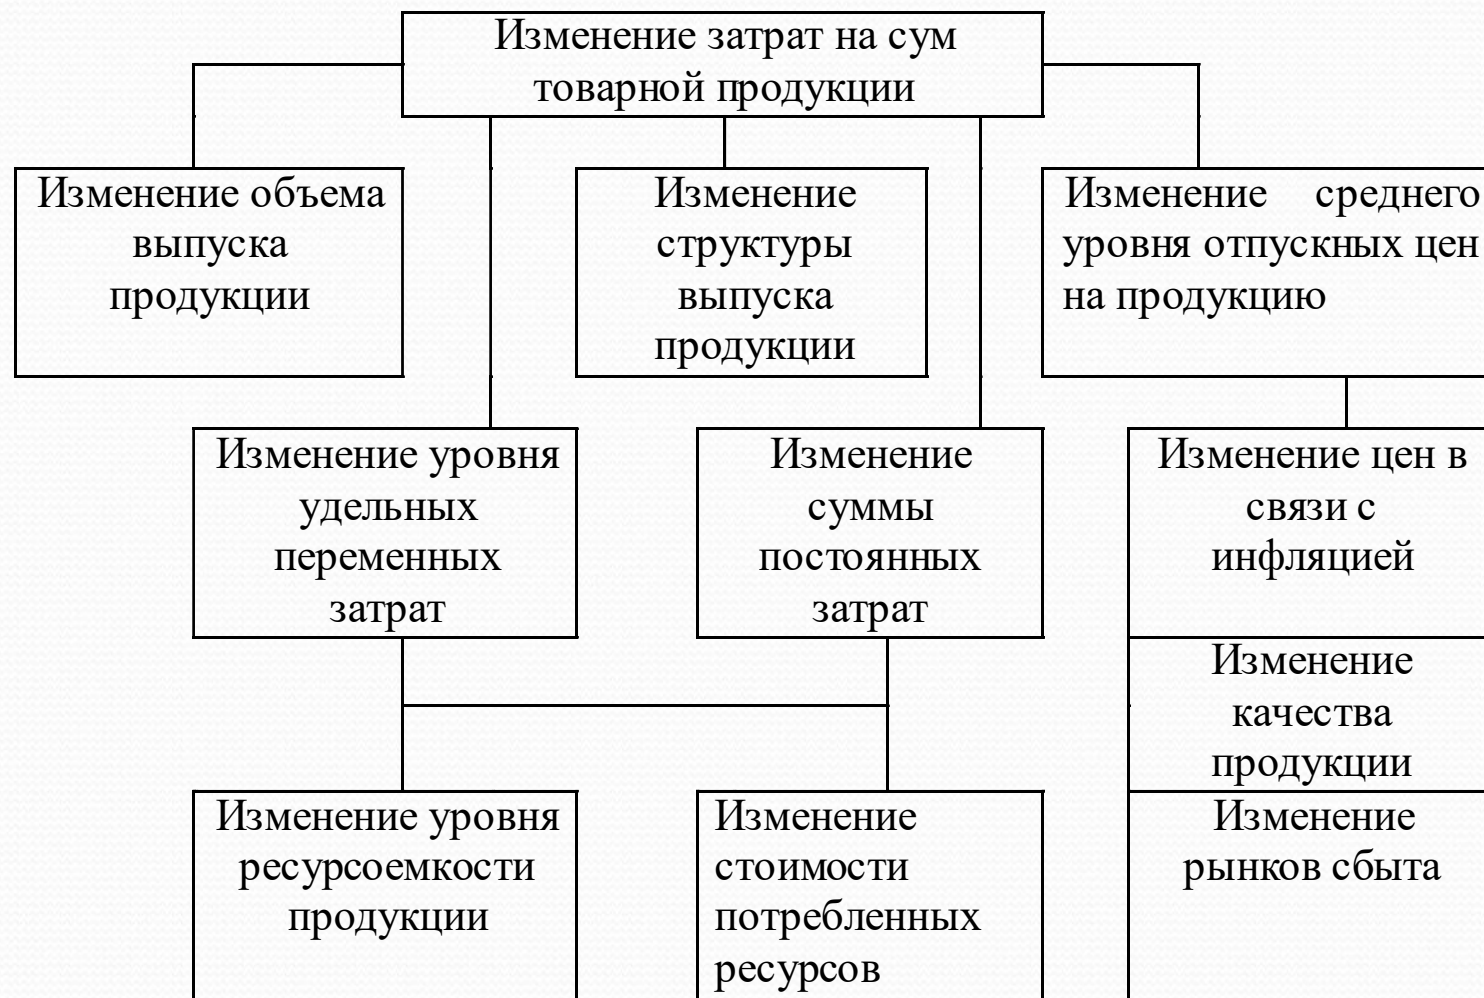 Изменение затрат на сум
товарной продукции
Изменение объема
выпуска
продукции
Изменение
структуры
выпуска
продукции
Изменение среднего
уровня отпускных цен
на продукцию
Изменение уровня
удельных
переменных
затрат
Изменение
суммы
постоянных
затрат
Изменение цен в
связи с
инфляцией
Изменение
качества
продукции
Изменение уровня
ресурсоемкости
продукции
Изменение
стоимости
потребленных
ресурсов
Изменение
рынков сбыта